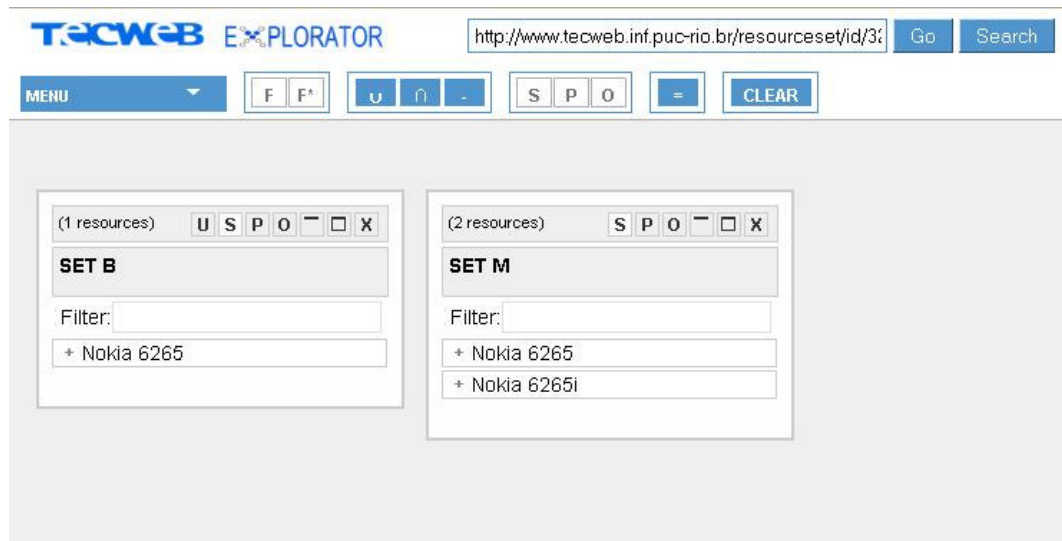 TECWEB EXPLORATOR http://www.tecweb.inf.puc-rio.br/resourceset/id/32 Go Search
MENU F F* ∪ ∩ - S P O = CLEAR
(1 resources) U S P O X
SET B
Filter:
+ Nokia 6265
(2 resources) S P O X
SET M
Filter:
+ Nokia 6265
+ Nokia 6265i